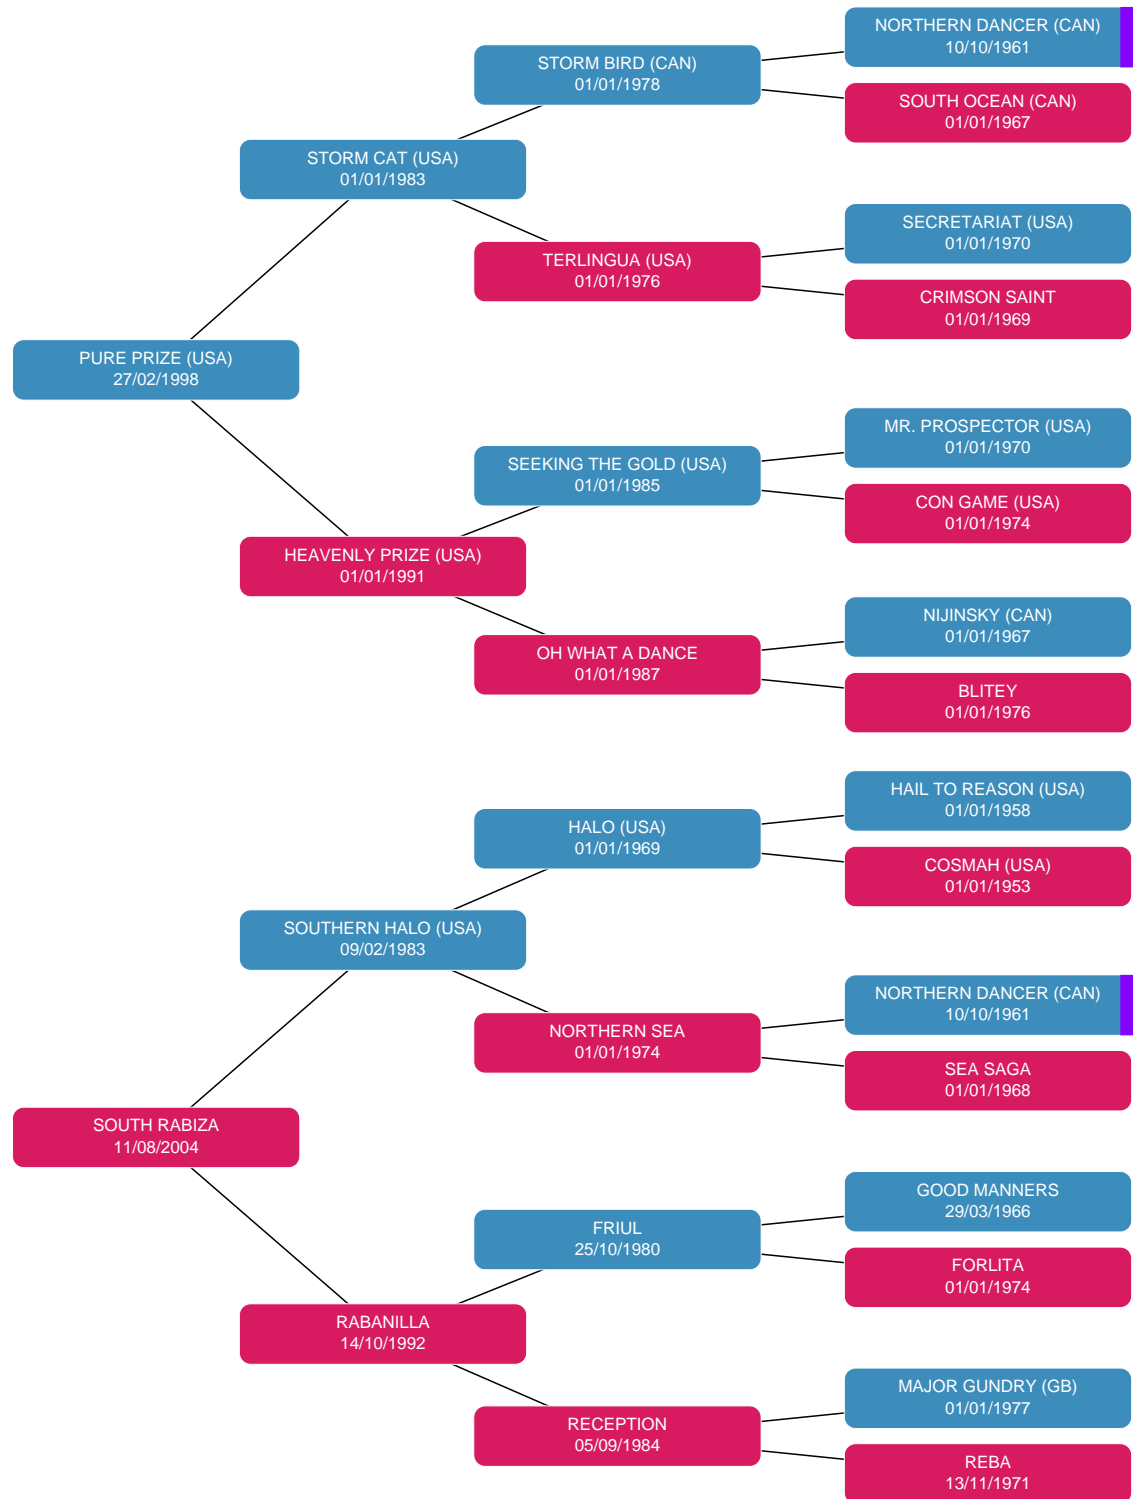 NORTHERN DANCER (CAN)
10/10/1961
STORM BIRD (CAN)
01/01/1978
SOUTH OCEAN (CAN)
01/01/1967
STORM CAT (USA)
01/01/1983
SECRETARIAT (USA)
01/01/1970
TERLINGUA (USA)
01/01/1976
CRIMSON SAINT
01/01/1969
PURE PRIZE (USA)
27/02/1998
MR. PROSPECTOR (USA)
01/01/1970
SEEKING THE GOLD (USA)
01/01/1985
CON GAME (USA)
01/01/1974
HEAVENLY PRIZE (USA)
01/01/1991
NIJINSKY (CAN)
01/01/1967
OH WHAT A DANCE
01/01/1987
BLITEY
01/01/1976
HAIL TO REASON (USA)
01/01/1958
HALO (USA)
01/01/1969
COSMAH (USA)
01/01/1953
SOUTHERN HALO (USA)
09/02/1983
NORTHERN DANCER (CAN)
10/10/1961
NORTHERN SEA
01/01/1974
SEA SAGA
01/01/1968
SOUTH RABIZA
11/08/2004
GOOD MANNERS
29/03/1966
FRIUL
25/10/1980
FORLITA
01/01/1974
RABANILLA
14/10/1992
MAJOR GUNDRY (GB)
01/01/1977
RECEPTION
05/09/1984
REBA
13/11/1971